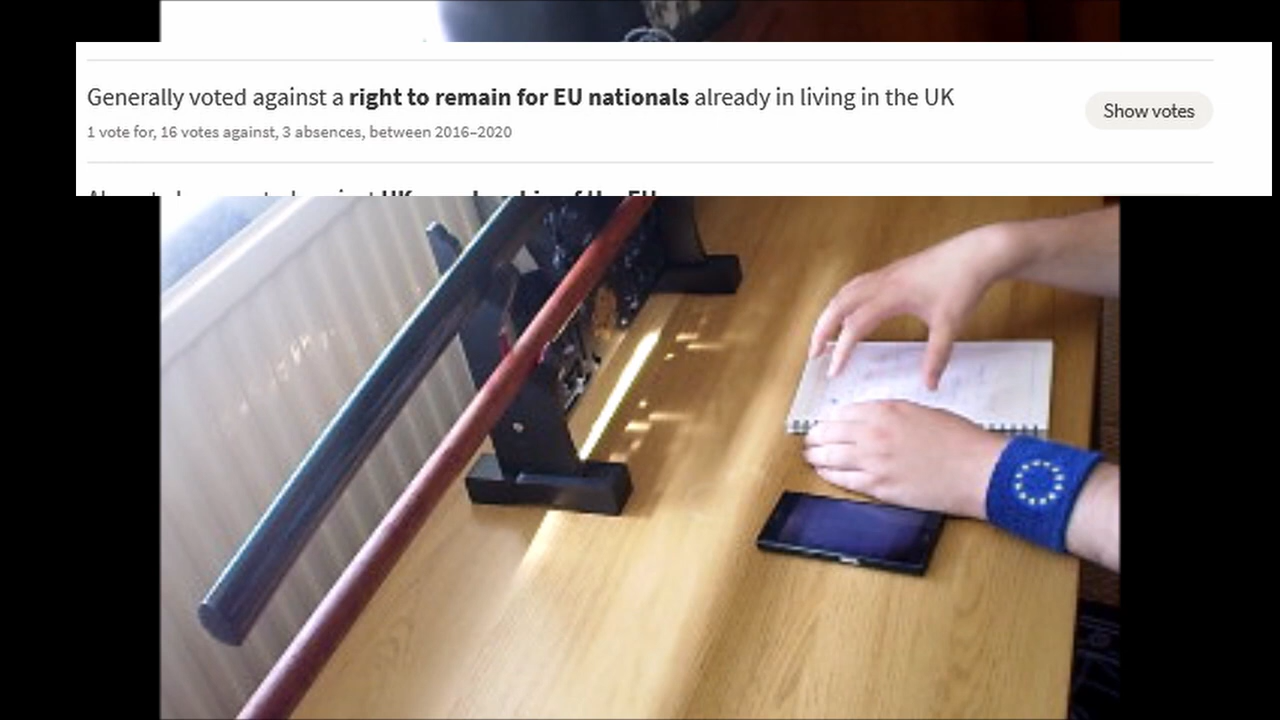 Generally voted against a right to remain for EU nationals already in living in the UK
1 vote for, 16 votes against, 3 absences, between 2016–2020
Show votes